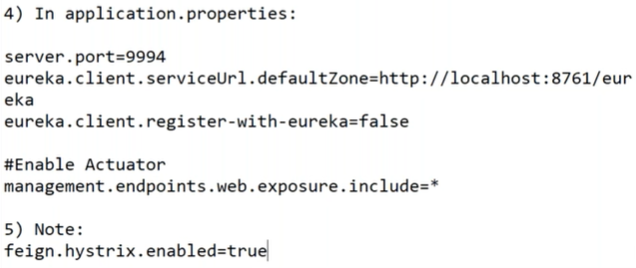 4) In application.properties:
server.port=9994
eureka.client.serviceUrl.defaultZone=http://localhost:8761/eur
eka
eureka.client.register-with-eureka=false
#Enable Actuator
management.endpoints.web.exposure.include=*
5) Note:
feign.hystrix.enabled=true